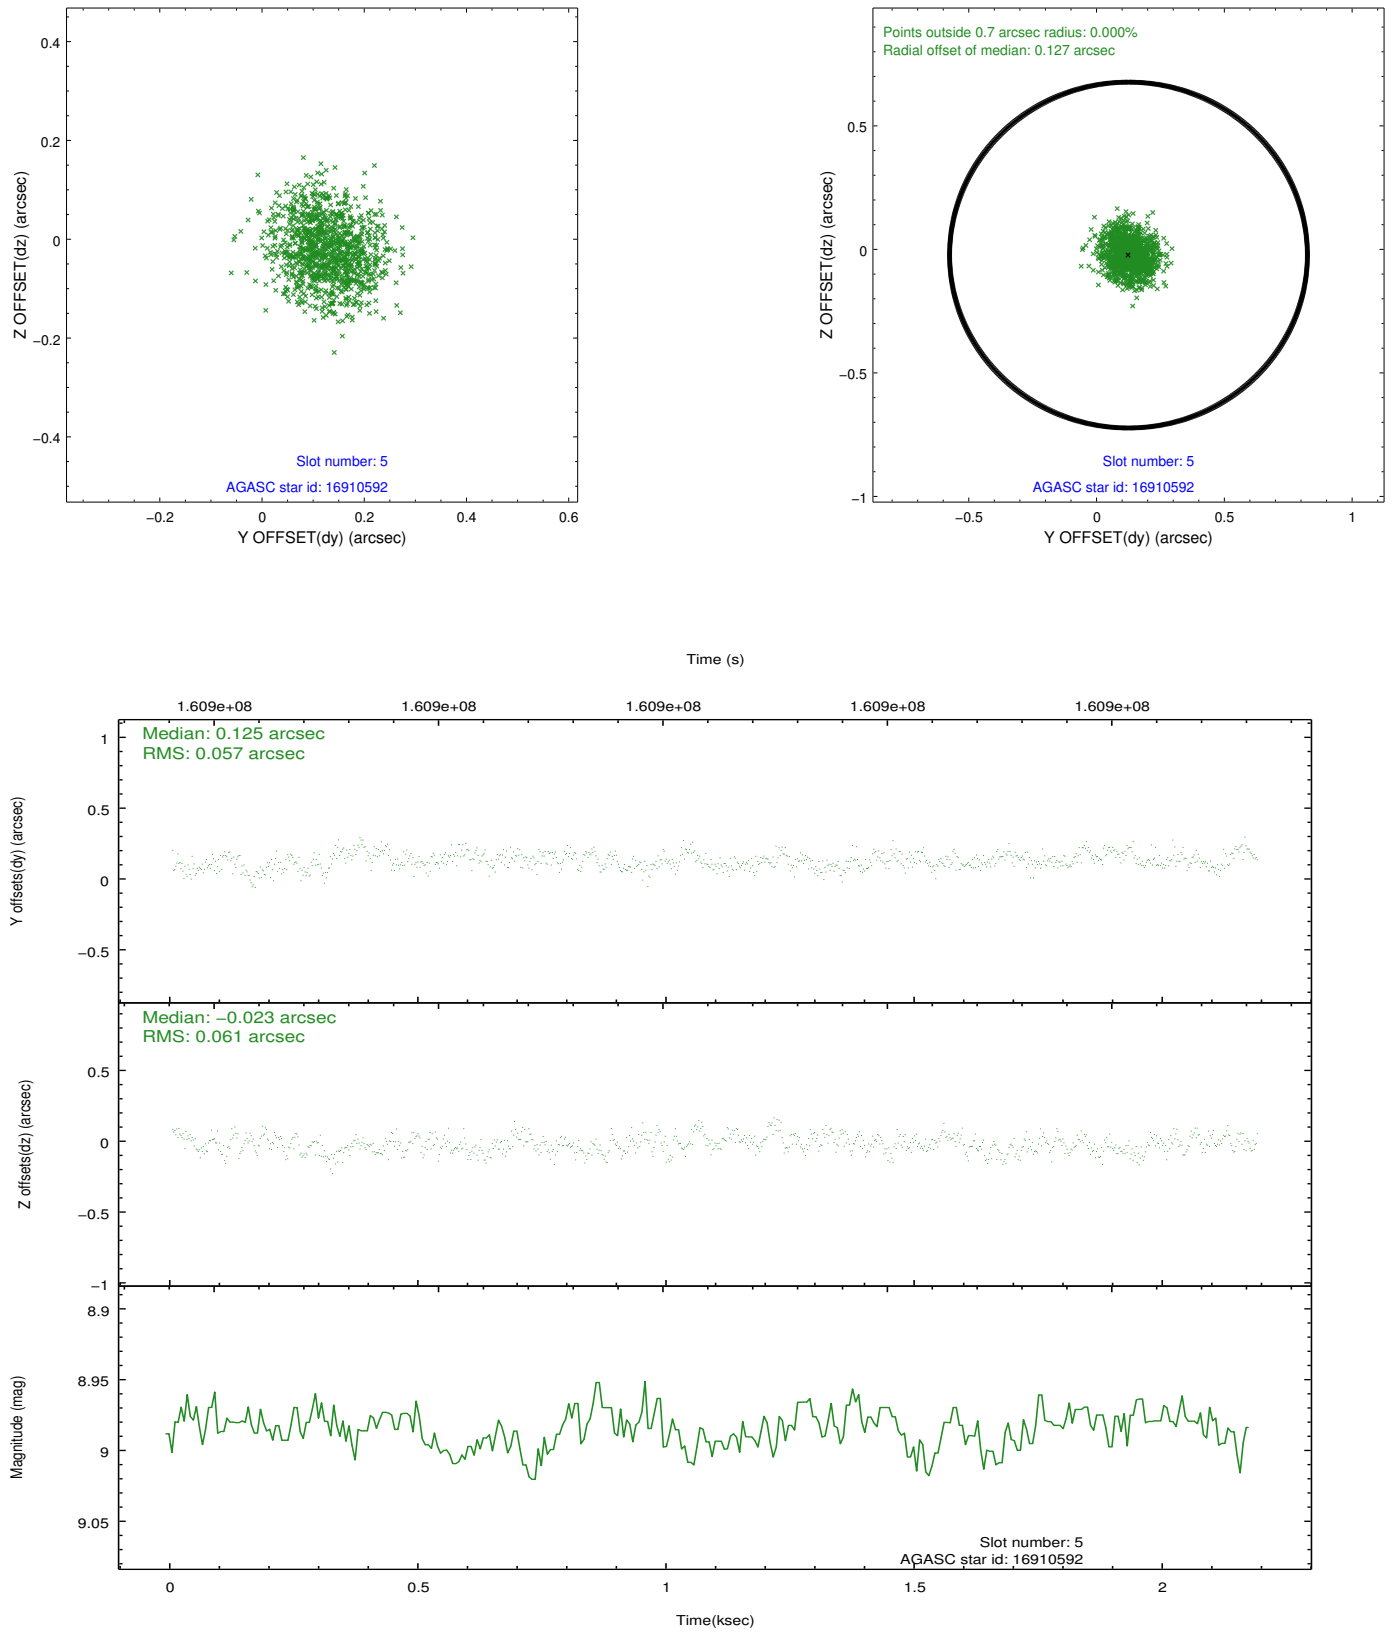 0.4
0.2
0
−0.2
−0.4
Z OFFSET(dz) (arcsec)
Slot number: 5
AGASC star id: 16910592
−0.2
0
0.2
0.4
0.6
Y OFFSET(dy) (arcsec)
Points outside 0.7 arcsec radius: 0.000%
Radial offset of median: 0.127 arcsec
0.5
0
−0.5
−1
Z OFFSET(dz) (arcsec)
Slot number: 5
AGASC star id: 16910592
−0.5
0
0.5
1
Y OFFSET(dy) (arcsec)
Time (s)
1.609e+08
1.609e+08
1.609e+08
1.609e+08
1.609e+08
Median: 0.125 arcsec
RMS: 0.057 arcsec
1
0.5
0
−0.5
Y offsets(dy) (arcsec)
Median: −0.023 arcsec
RMS: 0.061 arcsec
0.5
0
−0.5
−1
Z offsets(dz) (arcsec)
8.9
8.95
9
9.05
Magnitude (mag)
Slot number: 5
AGASC star id: 16910592
0
0.5
1
1.5
2
Time(ksec)